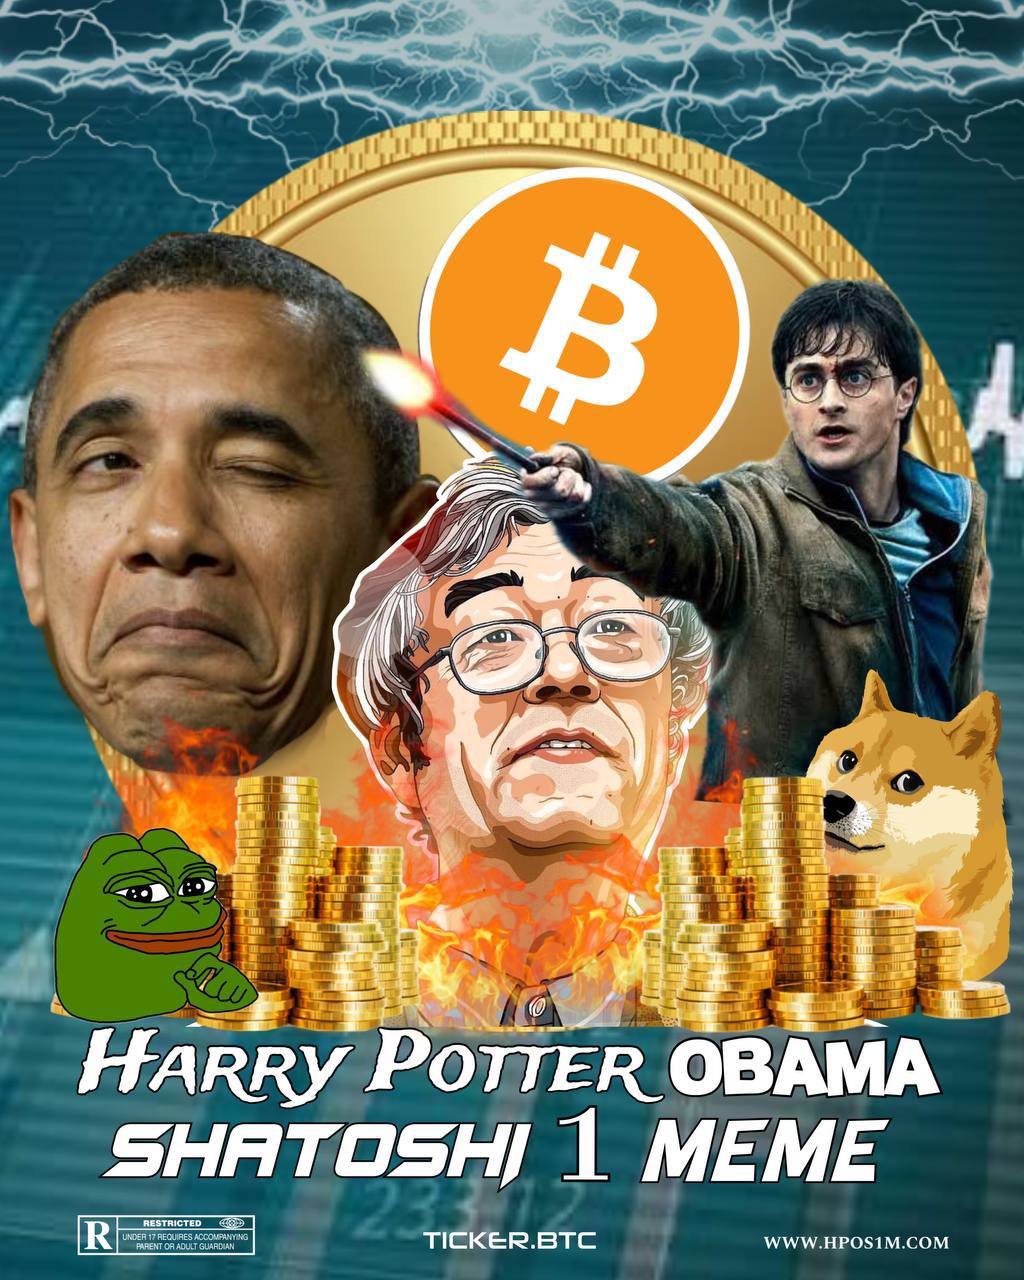 HARRY POTTER OBAMA
SHATOSHI 1 MEME
R
RESTRICTED
UNDER 17 REQUIRES ACCOMPANYING
PARENT OR ADULT GUARDIAN
TICKER.BTC
WWW.HPOS1M.COM